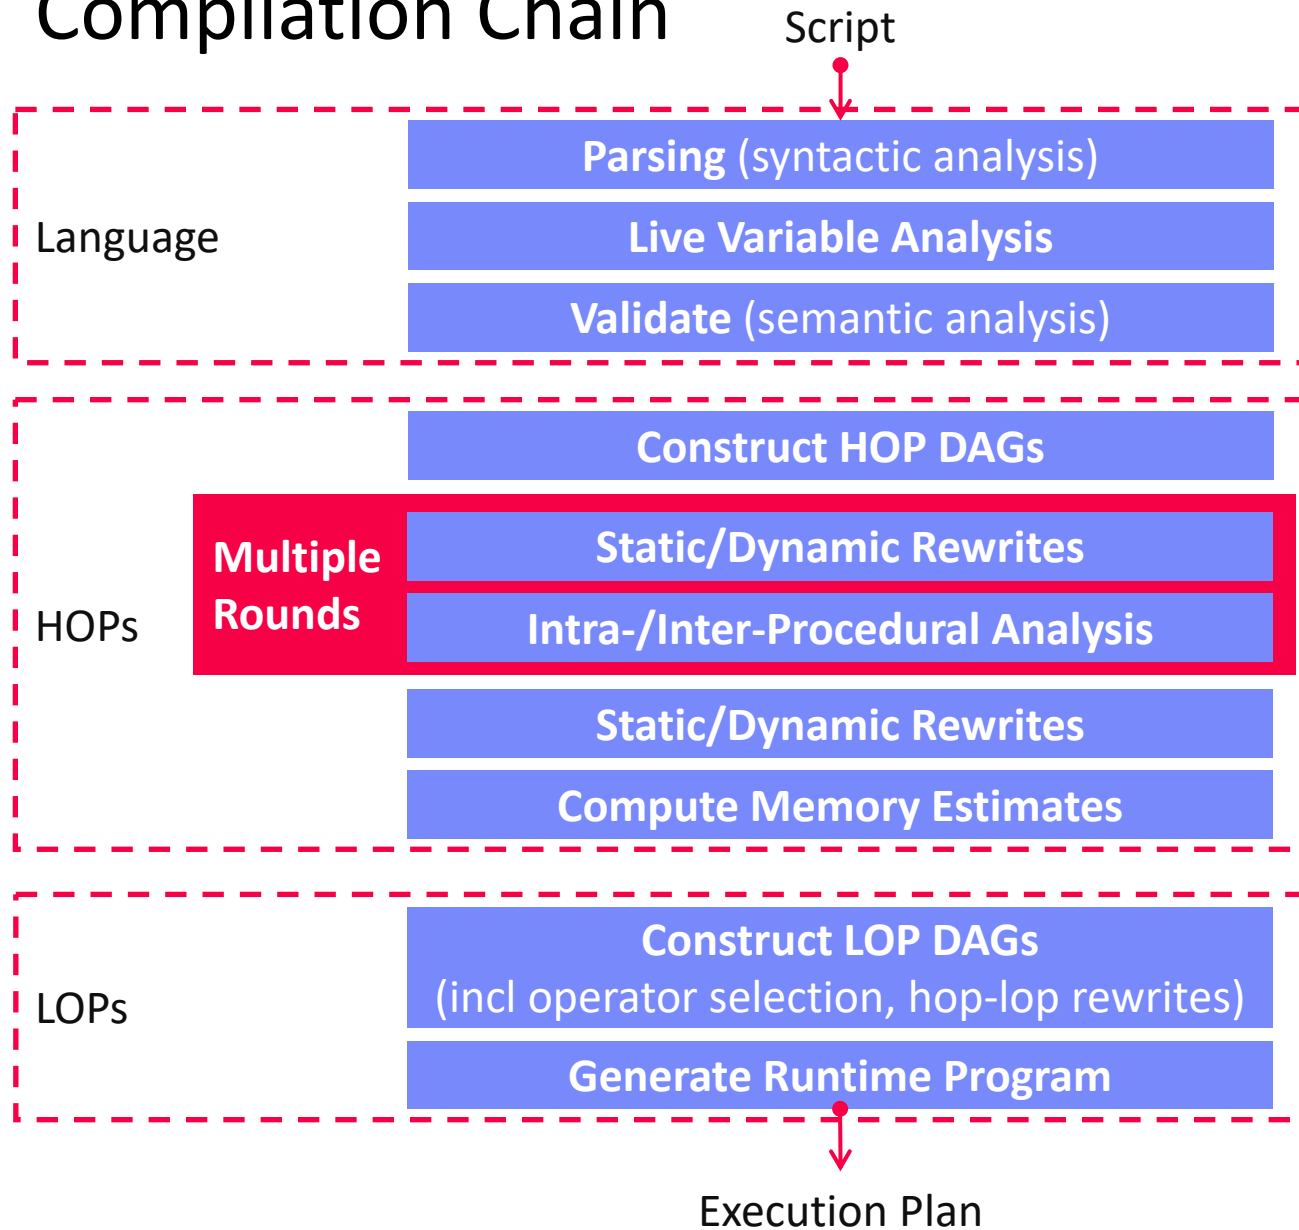 Compilation Chain
Script
Language
Parsing (syntactic analysis)
Live Variable Analysis
Validate (semantic analysis)
HOPs
Construct HOP DAGs
Multiple
Rounds
Static/Dynamic Rewrites
Intra-/Inter-Procedural Analysis
Static/Dynamic Rewrites
Compute Memory Estimates
LOPs
Construct LOP DAGs
(incl operator selection, hop-lop rewrites)
Generate Runtime Program
Execution Plan